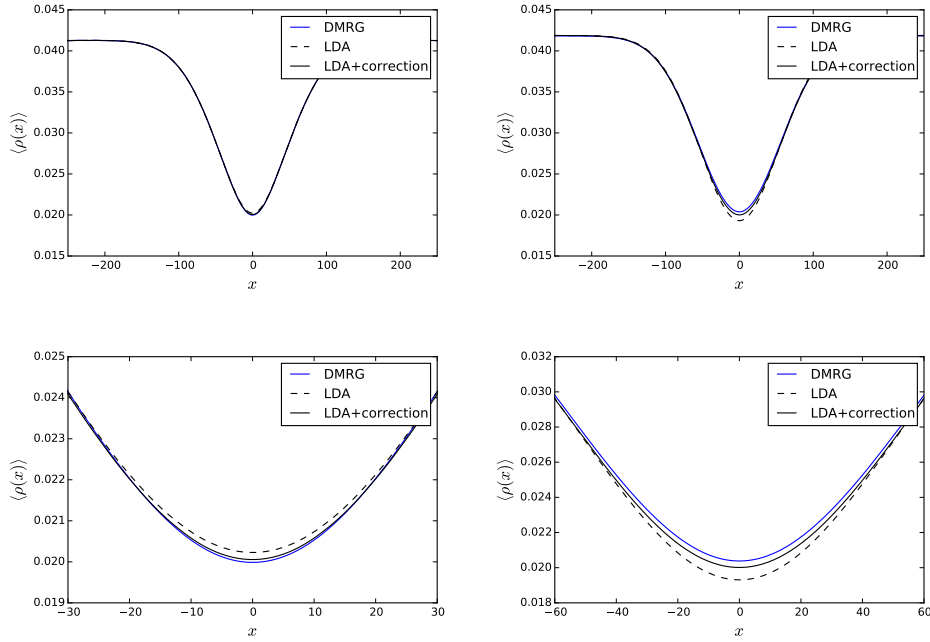 0.045
0.040
0.035
0.030
0.025
0.020
0.015
⟨ρ(x)⟩
−200 −100 0 100 200
x
DMRG
LDA
LDA+correction
0.045
0.040
0.035
0.030
0.025
0.020
0.015
⟨ρ(x)⟩
−200 −100 0 100 200
x
DMRG
LDA
LDA+correction
0.025
0.024
0.023
0.022
0.021
0.020
0.019
⟨ρ(x)⟩
−30 −20 −10 0 10 20 30
x
DMRG
LDA
LDA+correction
0.032
0.030
0.028
0.026
0.024
0.022
0.020
0.018
⟨ρ(x)⟩
−60 −40 −20 0 20 40 60
x
DMRG
LDA
LDA+correction